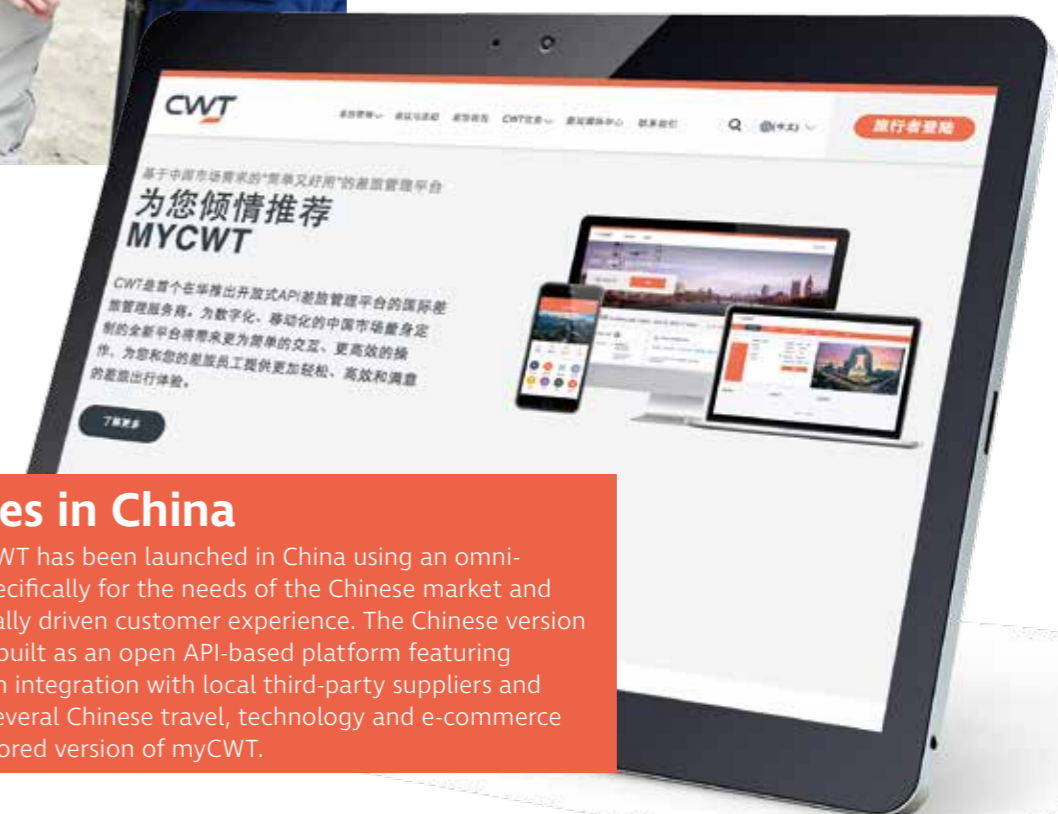 CWT
CWT
(中文)
旅行者登陆
基于中国市场需求的"简单又好用"的差旅管理平台
为您倾情推荐
MYCWT
CWT是首个在华推出开放式API差旅管理平台的国际差
旅管理服务商。为数字化、移动化的中国市场量身定
制的全新平台将带来更为简单的交互、更高效的操
作、为您和您的差旅员工提供更加轻松、高效和满意
的差旅出行体验。
了解更多
es in China
WT has been launched in China using an omni-
ecifically for the needs of the Chinese market and
ally driven customer experience. The Chinese version
built as an open API-based platform featuring
n integration with local third-party suppliers and
everal Chinese travel, technology and e-commerce
ored version of myCWT.